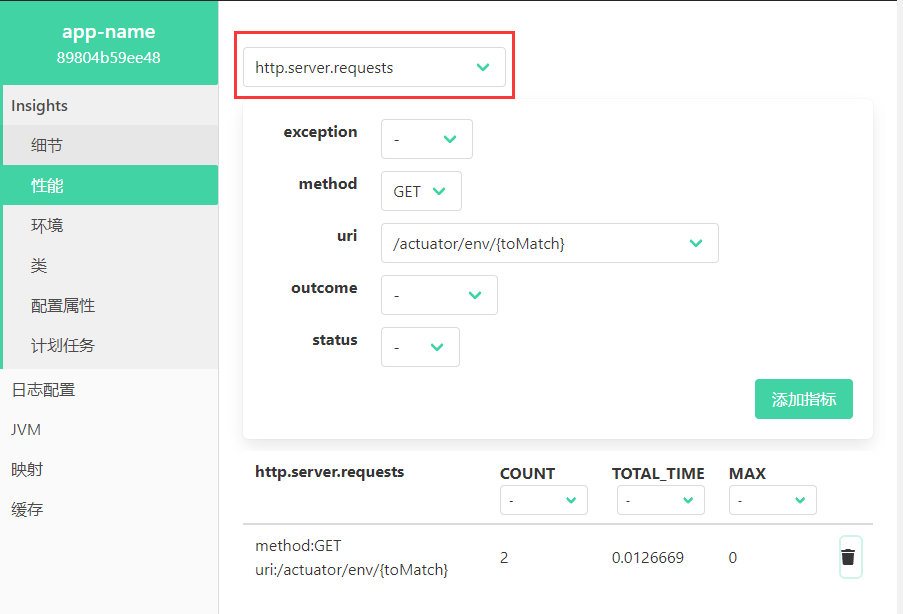 app-name
89804b59ee48
Insights
细节
性能
环境
类
配置属性
计划任务
日志配置
JVM
映射
缓存
http.server.requests
exception -
method GET
uri /actuator/env/{toMatch}
outcome -
status -
添加指标
http.server.requests COUNT TOTAL_TIME MAX
- - -
method:GET
uri:/actuator/env/{toMatch} 2 0.0126669 0